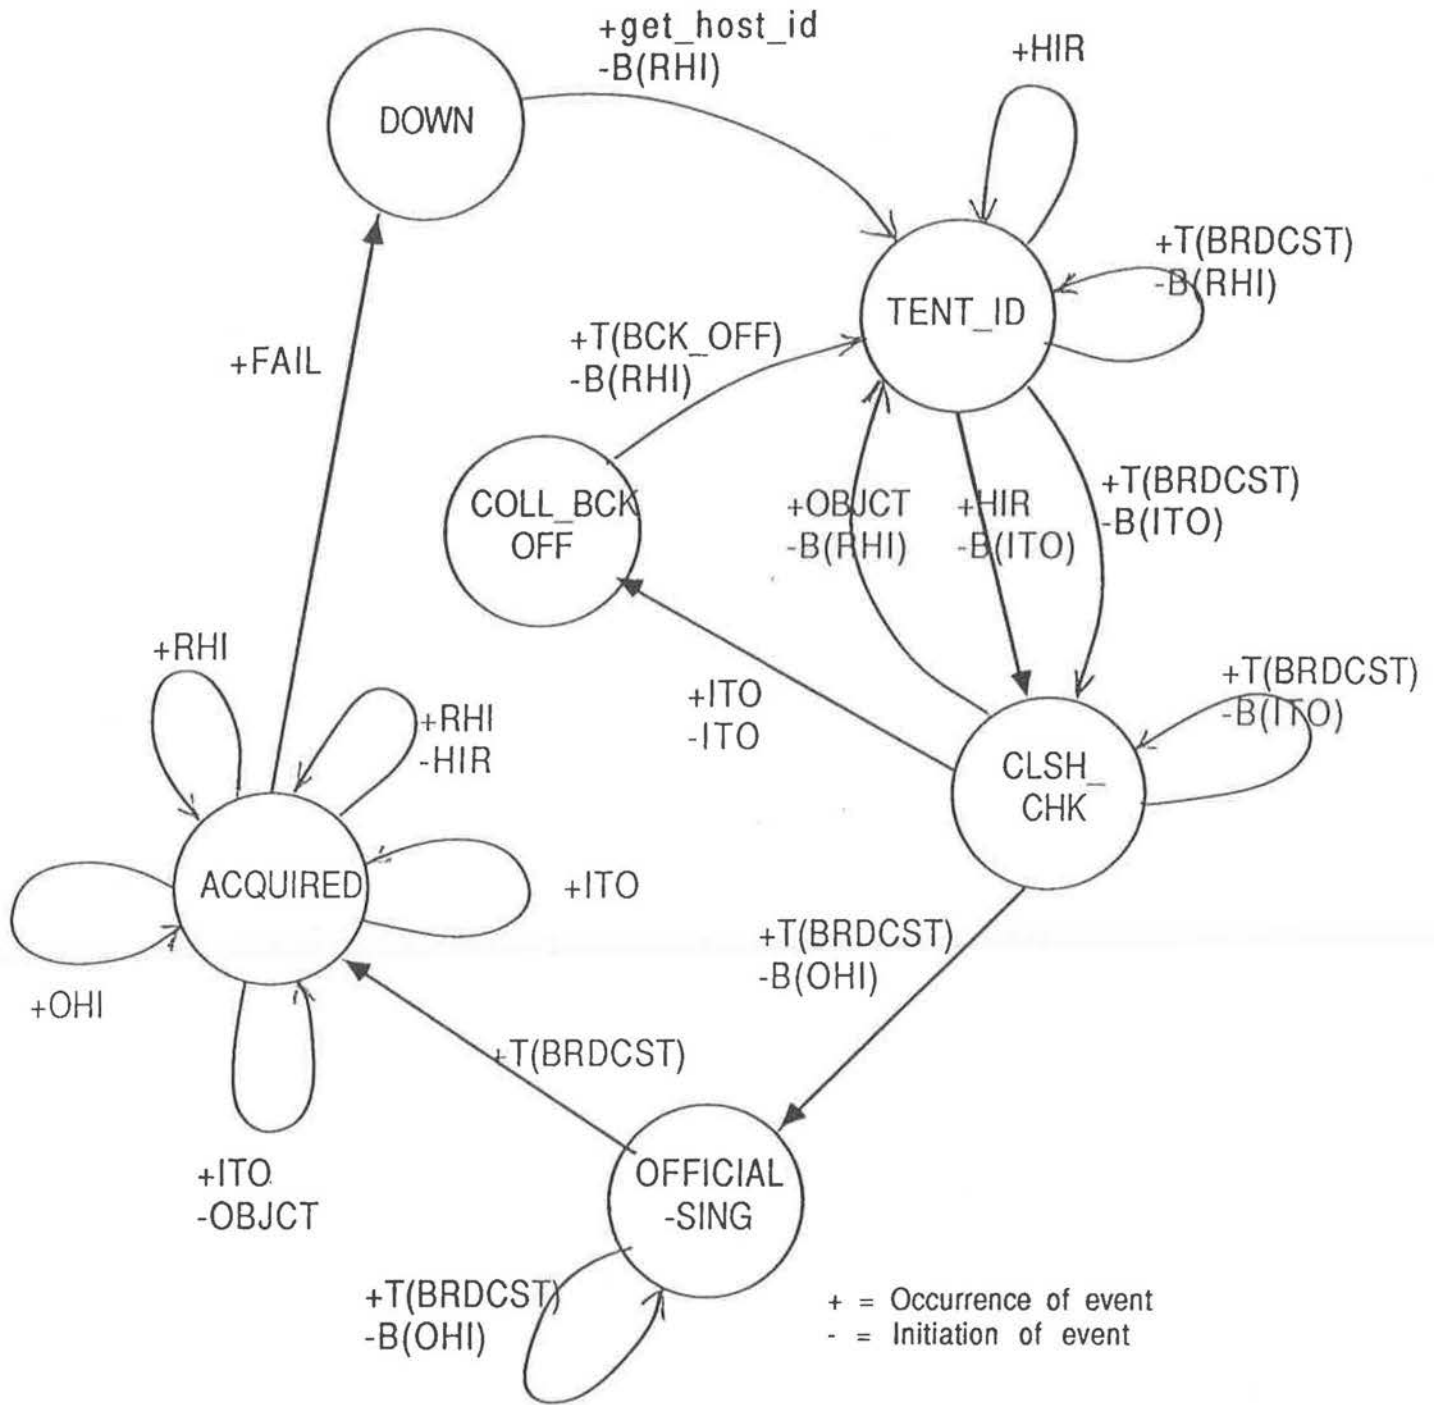 +get_host_id
-B(RHI)
+HIR
DOWN
+T(BRDCST)
-B(RHI)
TENT_ID
+T(BCK_OFF)
-B(RHI)
+FAIL
COLL_BCK
OFF
+OBJCT
-B(RHI)
+HIR
-B(ITO)
+T(BRDCST)
-B(ITO)
+RHI
+ITO
-ITO
+T(BRDCST)
-B(ITO)
+RHI
-HIR
CLSH_
CHK
ACQUIRED
+ITO
+T(BRDCST)
-B(OHI)
+OHI
+T(BRDCST)
+ITO
-OBJCT
OFFICIAL
-SING
+T(BRDCST)
-B(OHI)
+ = Occurrence of event
- = Initiation of event